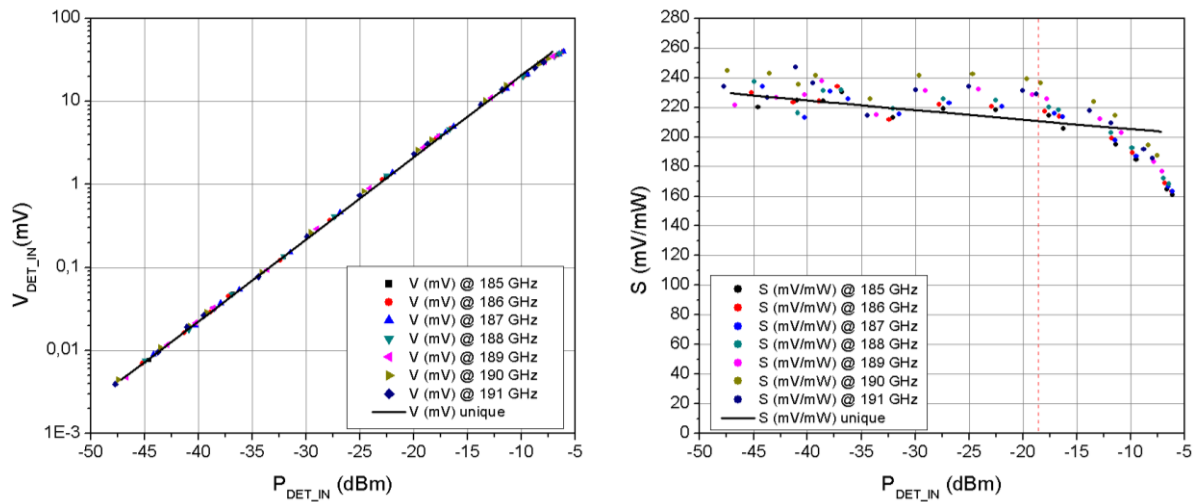 100
10
1
0,1
0,01
1E-3
V_DET_IN(mV)
V (mV) @ 185 GHz
V (mV) @ 186 GHz
V (mV) @ 187 GHz
V (mV) @ 188 GHz
V (mV) @ 189 GHz
V (mV) @ 190 GHz
V (mV) @ 191 GHz
V (mV) unique
-50 -45 -40 -35 -30 -25 -20 -15 -10 -5
P_DET_IN (dBm)
280
260
240
220
200
180
160
140
120
100
80
60
40
20
0
S (mV/mW)
S (mV/mW) @ 185 GHz
S (mV/mW) @ 186 GHz
S (mV/mW) @ 187 GHz
S (mV/mW) @ 188 GHz
S (mV/mW) @ 189 GHz
S (mV/mW) @ 190 GHz
S (mV/mW) @ 191 GHz
S (mV/mW) unique
-50 -45 -40 -35 -30 -25 -20 -15 -10 -5
P_DET_IN (dBm)